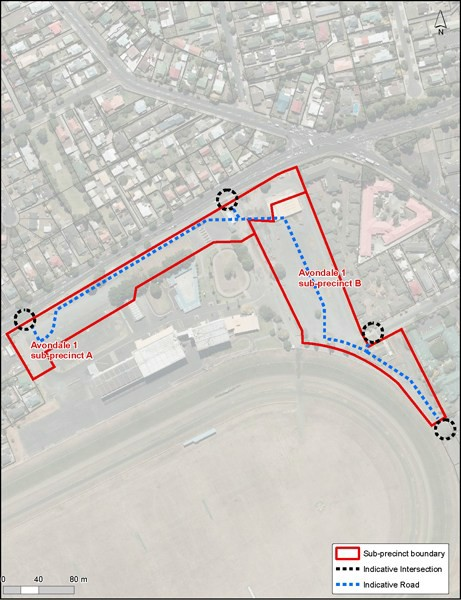 N
Avondale 1
sub-precinct B
Avondale 1
sub-precinct A
Sub-precinct boundary
Indicative Intersection
Indicative Road
0 40 80 m